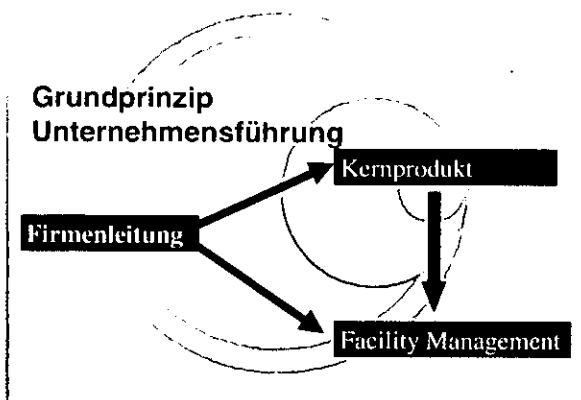 Grundprinzip
Unternehmensführung
Kernprodukt
Firmenleitung
Facility Management